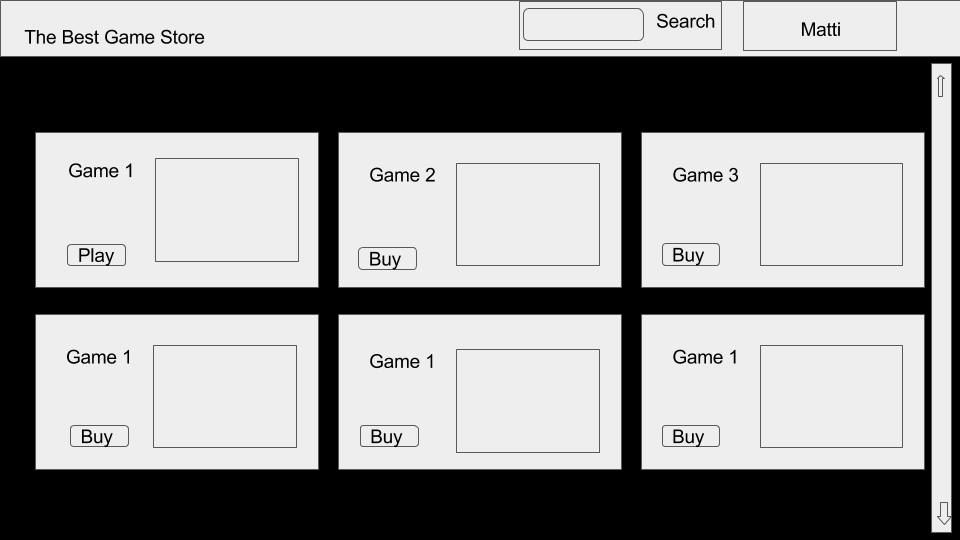 The Best Game Store
Search
Matti
Game 1
Play
Game 2
Buy
Game 3
Buy
Game 1
Buy
Game 1
Buy
Game 1
Buy